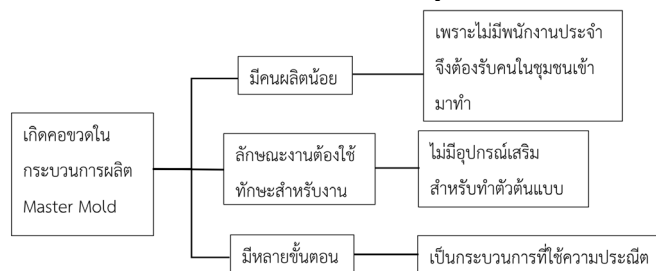 เกิดคอขวดใน
กระบวนการผลิต
Master Mold
มีคนผลิตน้อย
เพราะไม่มีพนักงานประจำ
จึงต้องรับคนในชุมชนเข้า
มาทำ
ลักษณะงานต้องใช้
ทักษะสำหรับงาน
ไม่มีอุปกรณ์เสริม
สำหรับทำตัวต้นแบบ
มีหลายขั้นตอน
เป็นกระบวนการที่ใช้ความประณีต